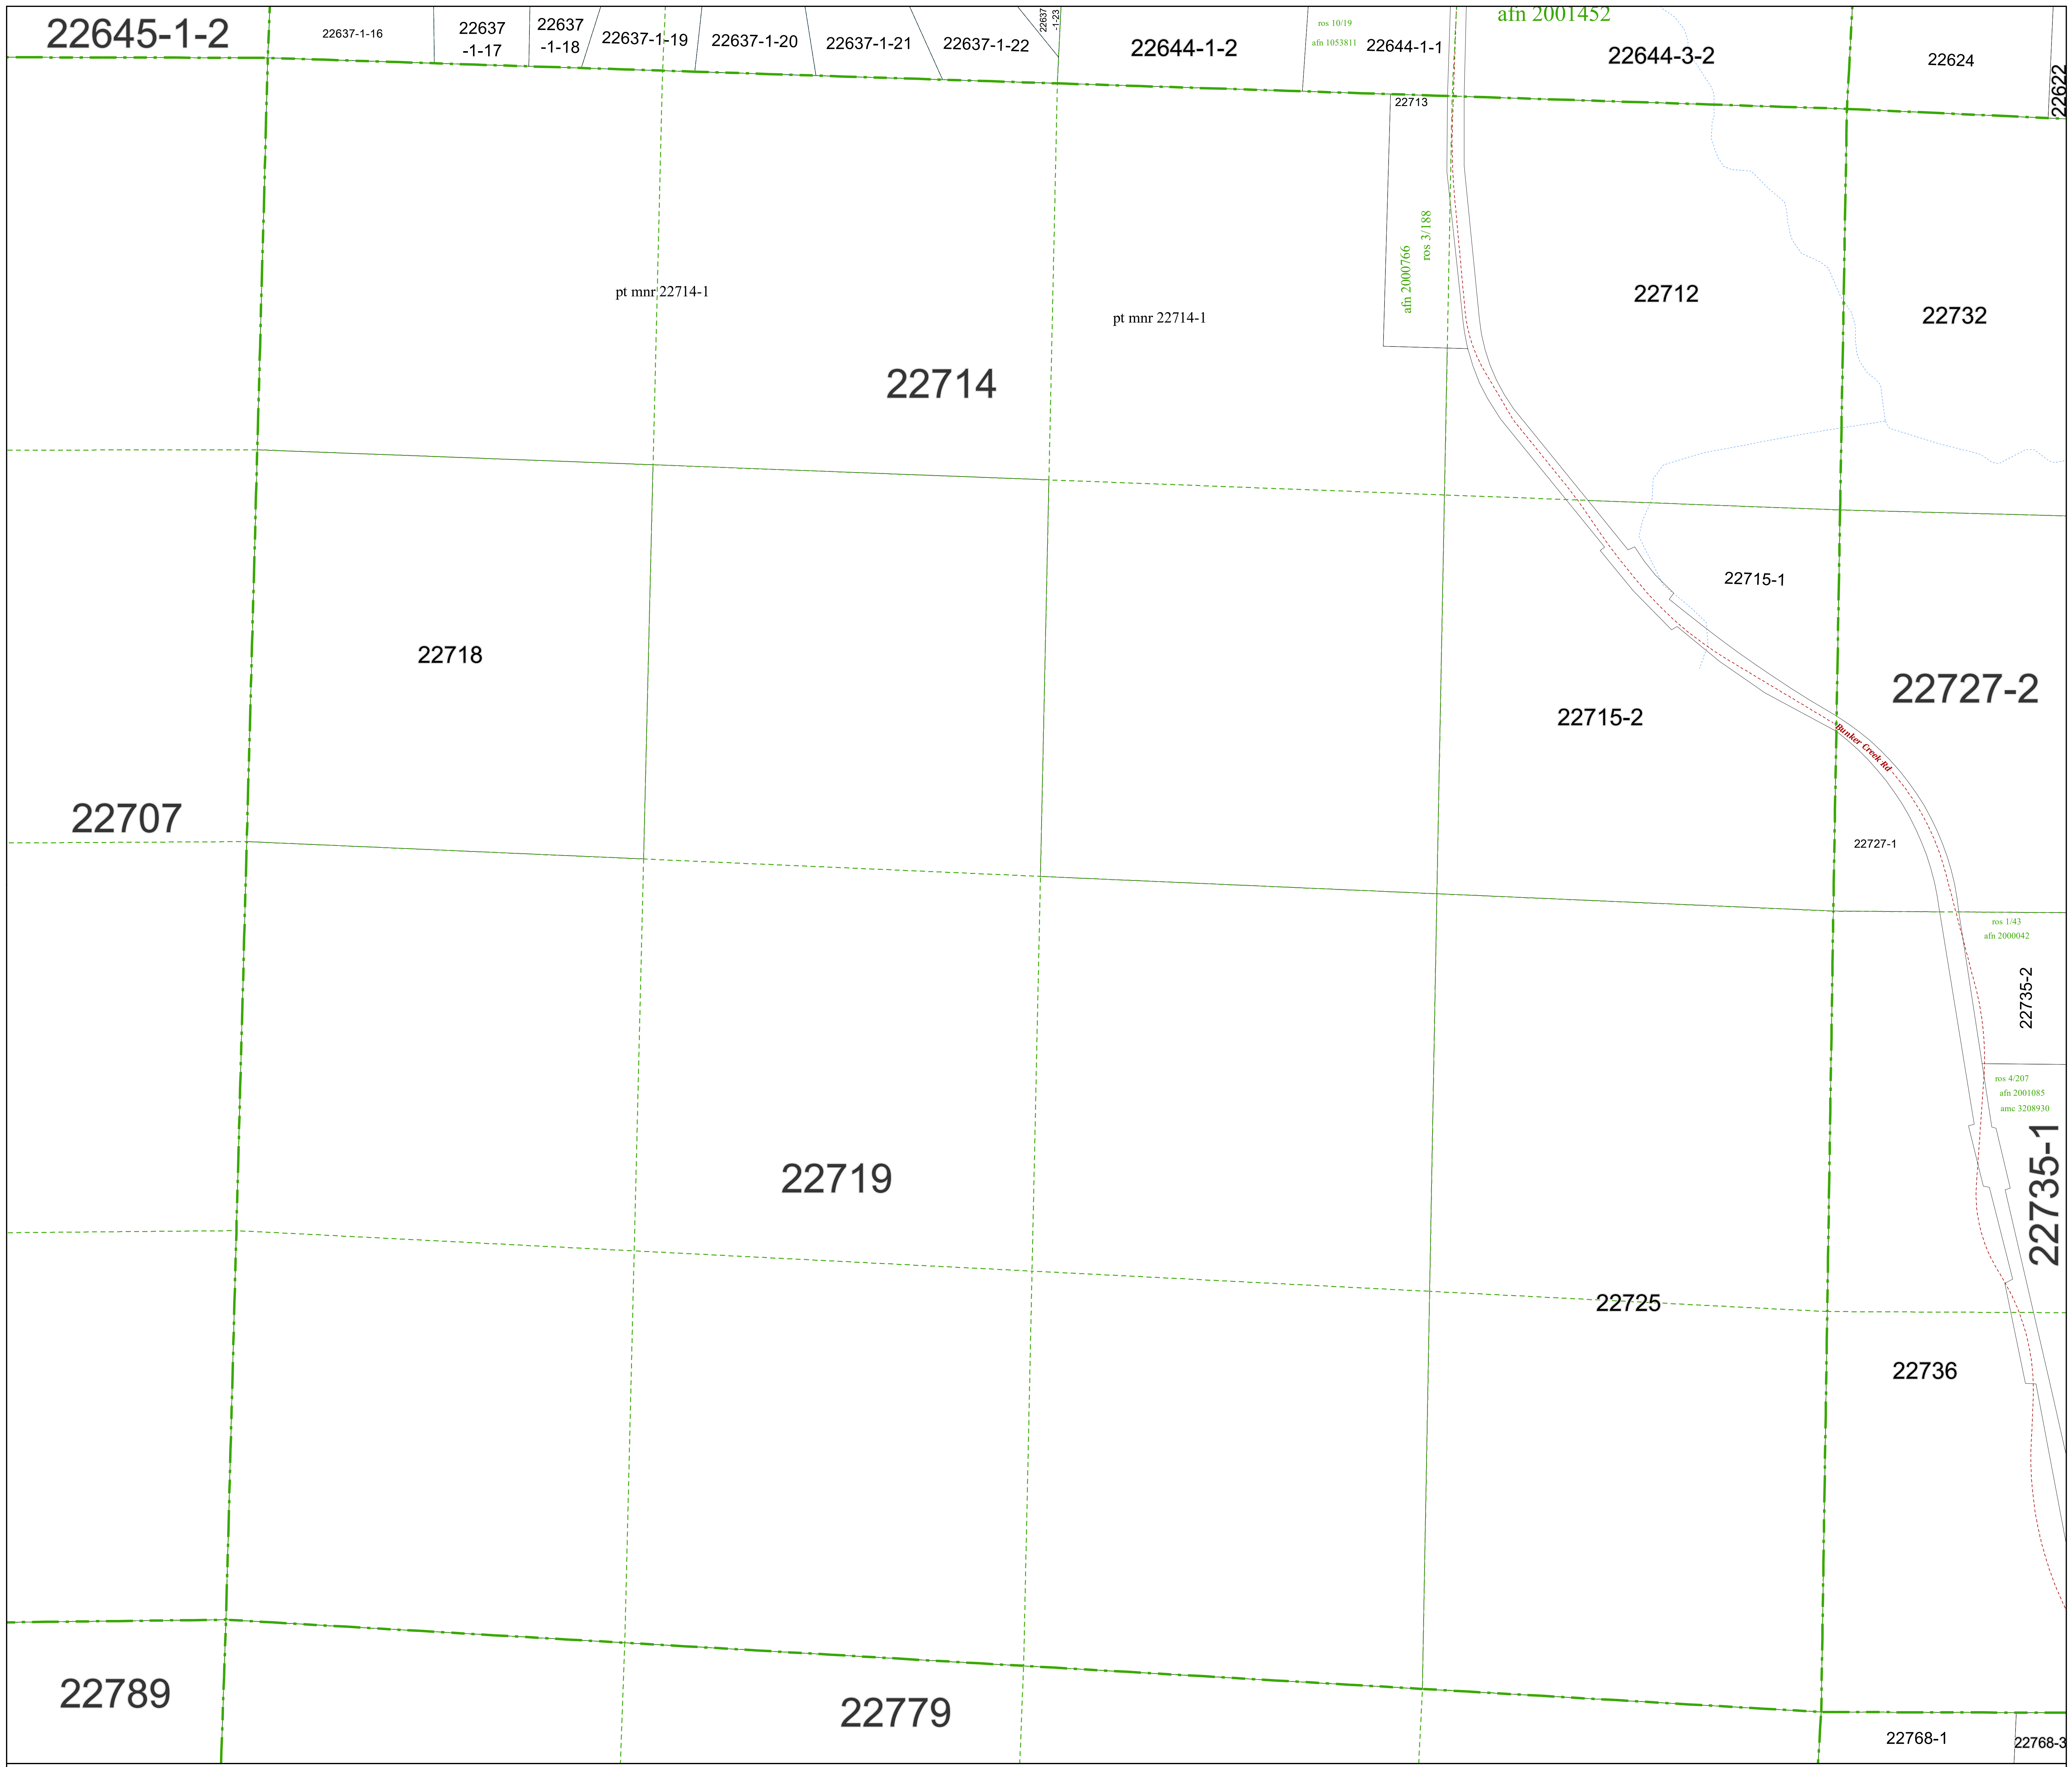 22645-1-2
22637-1-16
22637
-1-17
22637
-1-18
22637-1-19
22637-1-20
22637-1-21
22637-1-22
22637
-1-23
22644-1-2
ros 10/19
afn 1053811
22644-1-1
afn 2001452
22644-3-2
22624
22622
22713
afn 2000766
ros 3/188
pt mnr 22714-1
pt mnr 22714-1
22712
22732
22714
22715-1
22718
22715-2
22727-2
Bunker Creek Rd
22707
22727-1
ros 1/43
afn 2000042
22735-2
ros 4/207
afn 2001085
amc 3208930
22735-1
22719
22725
22736
22789
22779
22768-1
22768-3